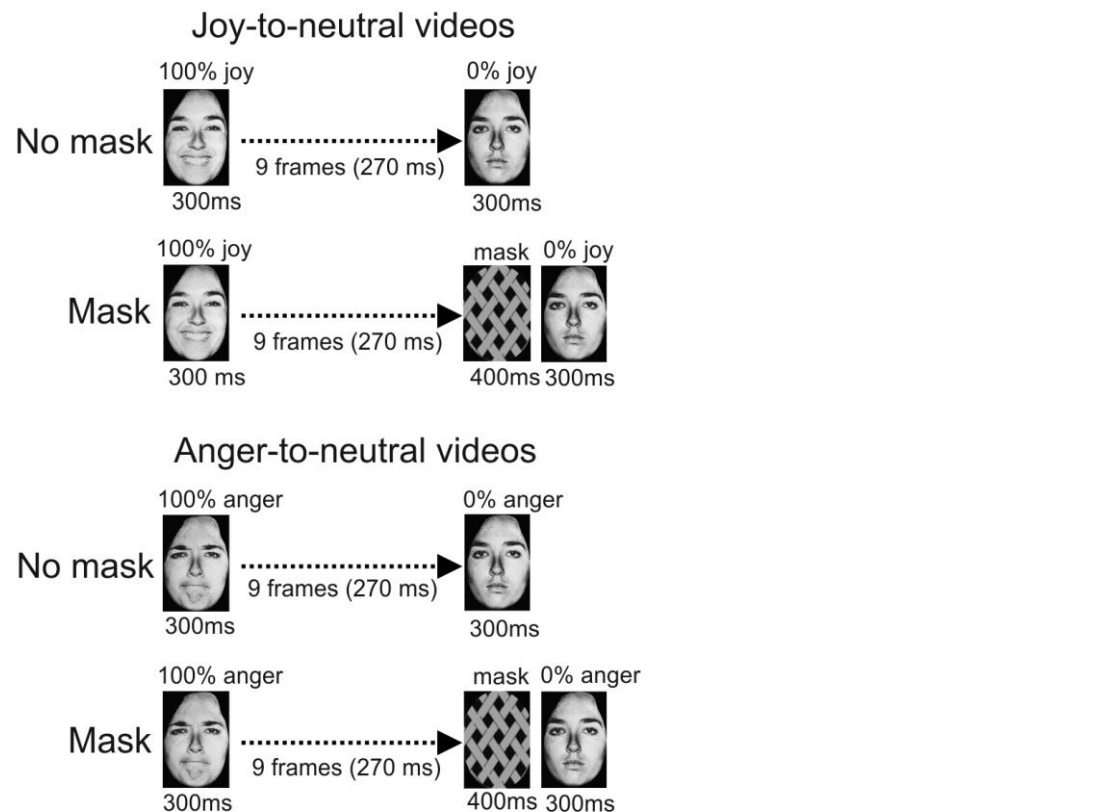 Joy-to-neutral videos
100% joy 0% joy
No mask
9 frames (270 ms)
300ms 300ms
100% joy mask 0% joy
Mask
9 frames (270 ms)
300 ms 400ms 300ms
Anger-to-neutral videos
100% anger 0% anger
No mask
9 frames (270 ms)
300ms 300ms
100% anger mask 0% anger
Mask
9 frames (270 ms)
300ms 400ms 300ms